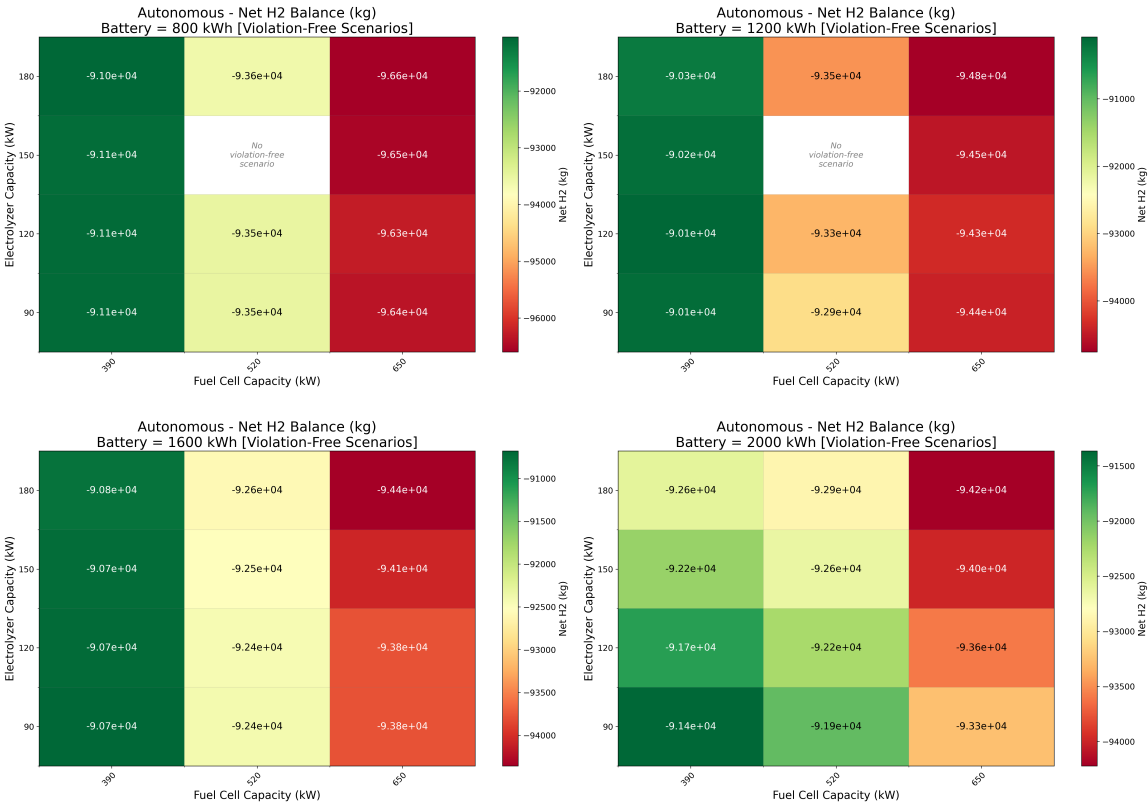 Autonomous - Net H2 Balance (kg)
Battery = 800 kWh [Violation-Free Scenarios]
Electrolyzer Capacity (kW)
180
-9.10e+04
-9.36e+04
-9.66e+04
150
-9.11e+04
No
violation-free
scenario
-9.65e+04
120
-9.11e+04
-9.35e+04
-9.63e+04
90
-9.11e+04
-9.35e+04
-9.64e+04
390
520
650
Fuel Cell Capacity (kW)
−92000
−93000
−94000
−95000
−96000
Net H2 (kg)
Autonomous - Net H2 Balance (kg)
Battery = 1200 kWh [Violation-Free Scenarios]
Electrolyzer Capacity (kW)
180
-9.03e+04
-9.35e+04
-9.48e+04
150
-9.02e+04
No
violation-free
scenario
-9.45e+04
120
-9.01e+04
-9.33e+04
-9.43e+04
90
-9.01e+04
-9.29e+04
-9.44e+04
390
520
650
Fuel Cell Capacity (kW)
−91000
−92000
−93000
−94000
Net H2 (kg)
Autonomous - Net H2 Balance (kg)
Battery = 1600 kWh [Violation-Free Scenarios]
Electrolyzer Capacity (kW)
180
-9.08e+04
-9.26e+04
-9.44e+04
150
-9.07e+04
-9.25e+04
-9.41e+04
120
-9.07e+04
-9.24e+04
-9.38e+04
90
-9.07e+04
-9.24e+04
-9.38e+04
390
520
650
Fuel Cell Capacity (kW)
−91000
−91500
−92000
−92500
−93000
−93500
−94000
Net H2 (kg)
Autonomous - Net H2 Balance (kg)
Battery = 2000 kWh [Violation-Free Scenarios]
Electrolyzer Capacity (kW)
180
-9.26e+04
-9.29e+04
-9.42e+04
150
-9.22e+04
-9.26e+04
-9.40e+04
120
-9.17e+04
-9.22e+04
-9.36e+04
90
-9.14e+04
-9.19e+04
-9.33e+04
390
520
650
Fuel Cell Capacity (kW)
−91500
−92000
−92500
−93000
−93500
−94000
Net H2 (kg)